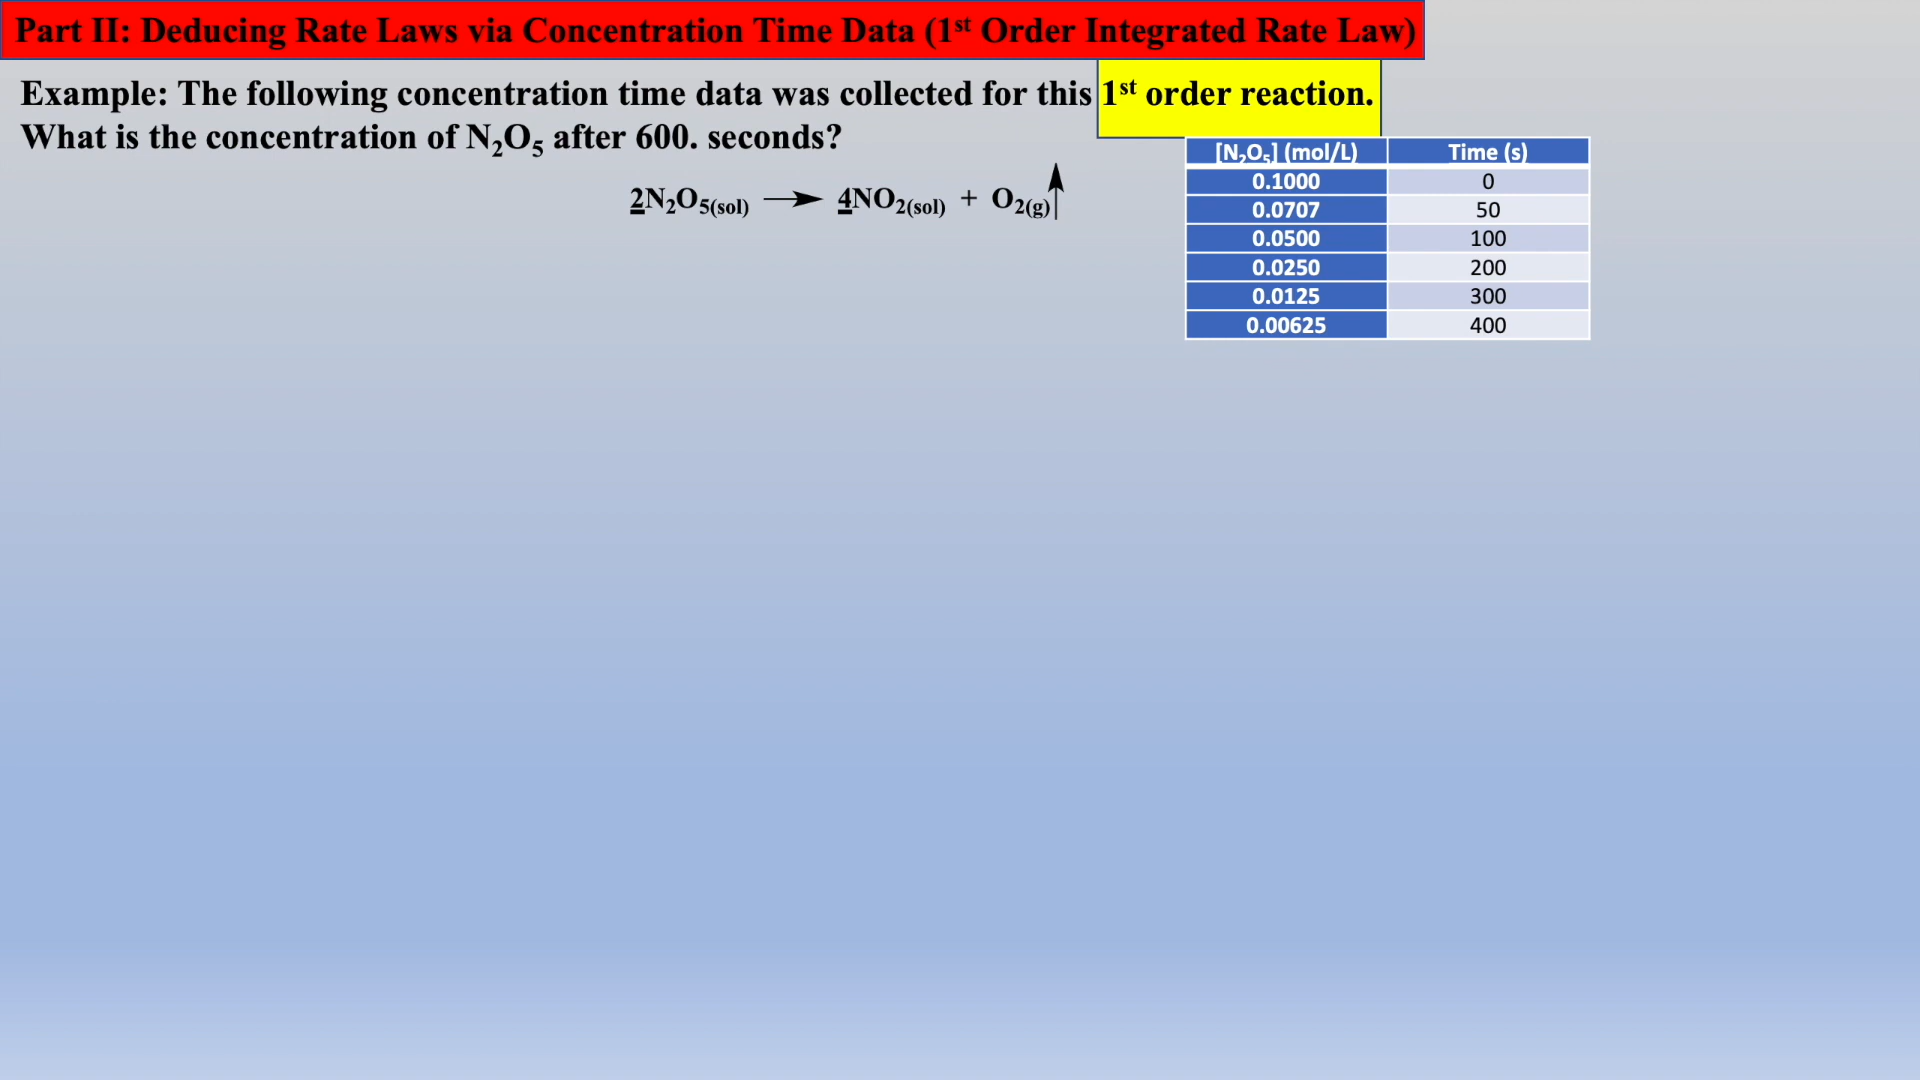 Part II: Deducing Rate Laws via Concentration Time Data (1st Order Integrated Rate Law)
Example: The following concentration time data was collected for this 1st order reaction.
What is the concentration of N₂O₅ after 600. seconds?
2N₂O₅(sol) ⟶ 4NO₂(sol) + O₂(g)↑
[N₂O₅] (mol/L) Time (s)
0.1000 0
0.0707 50
0.0500 100
0.0250 200
0.0125 300
0.00625 400